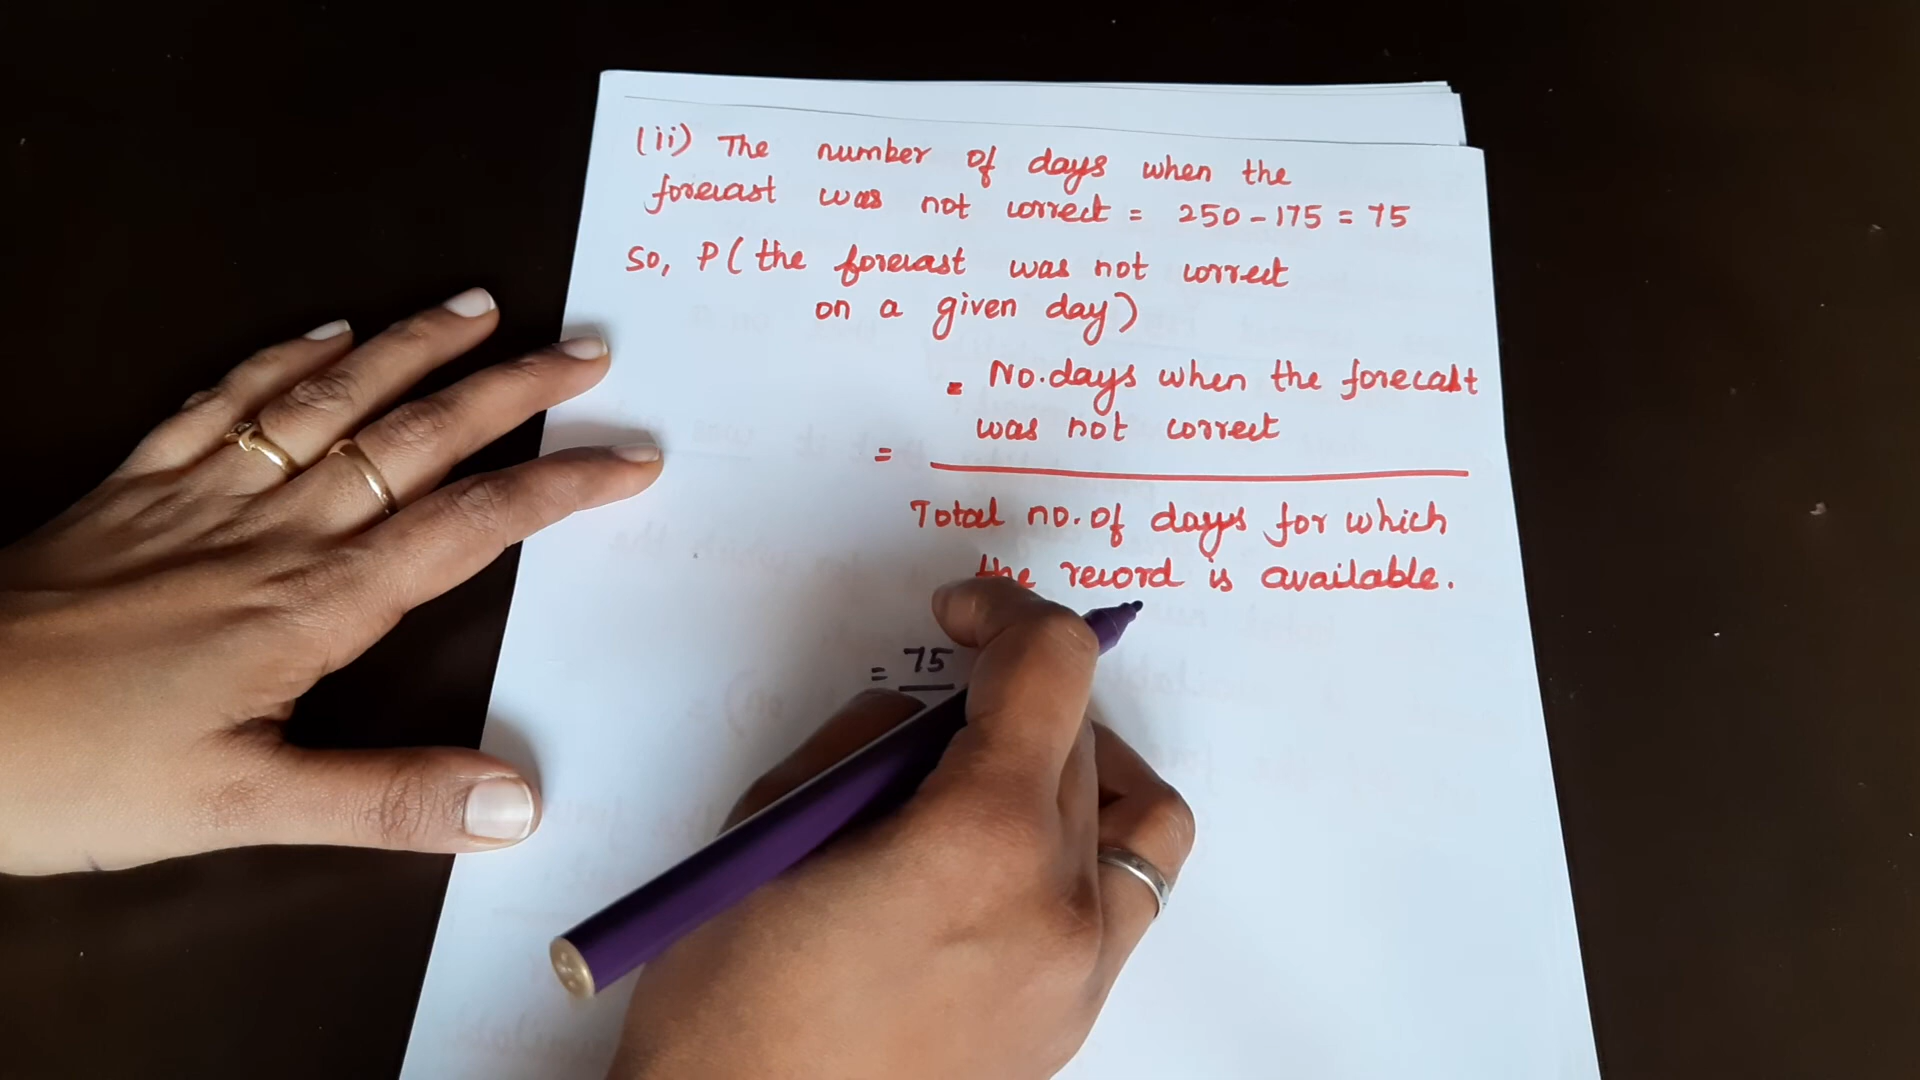 (ii) The number of days when the
forecast was not correct = 250 - 175 = 75
So, P( the forecast was not correct
on a given day)
= No. days when the forecast
was not correct
=
Total no. of days for which
the record is available.
= 75